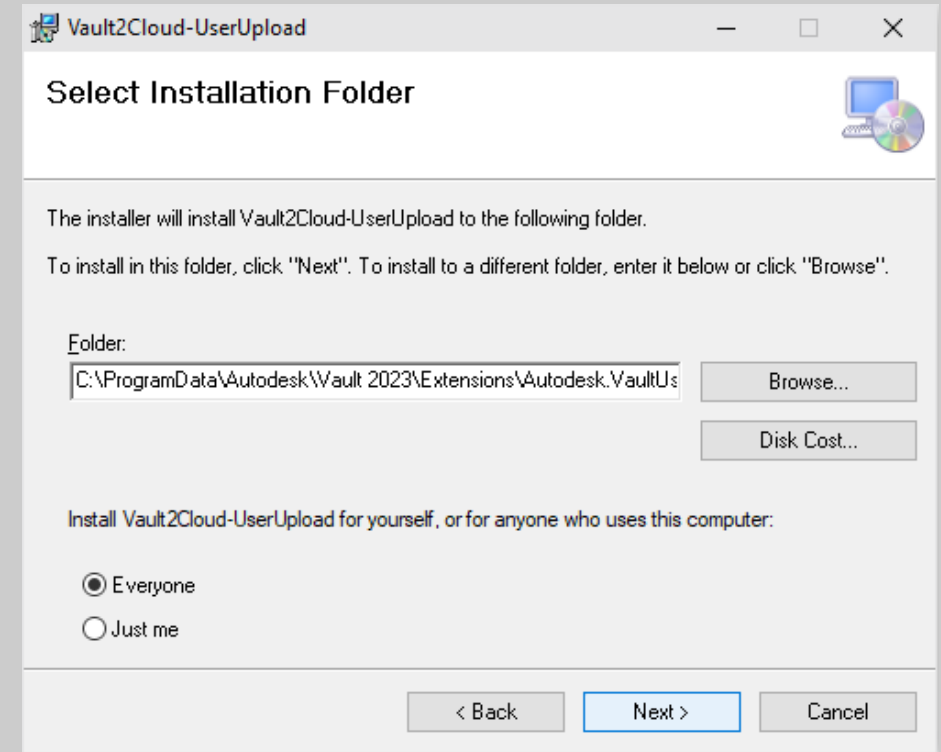 Vault2Cloud-UserUpload
Select Installation Folder
The installer will install Vault2Cloud-UserUpload to the following folder.
To install in this folder, click "Next". To install to a different folder, enter it below or click "Browse".
Folder:
C:\ProgramData\Autodesk\Vault 2023\Extensions\Autodesk.VaultUs
Browse...
Disk Cost...
Install Vault2Cloud-UserUpload for yourself, or for anyone who uses this computer:
Everyone
Just me
< Back Next > Cancel